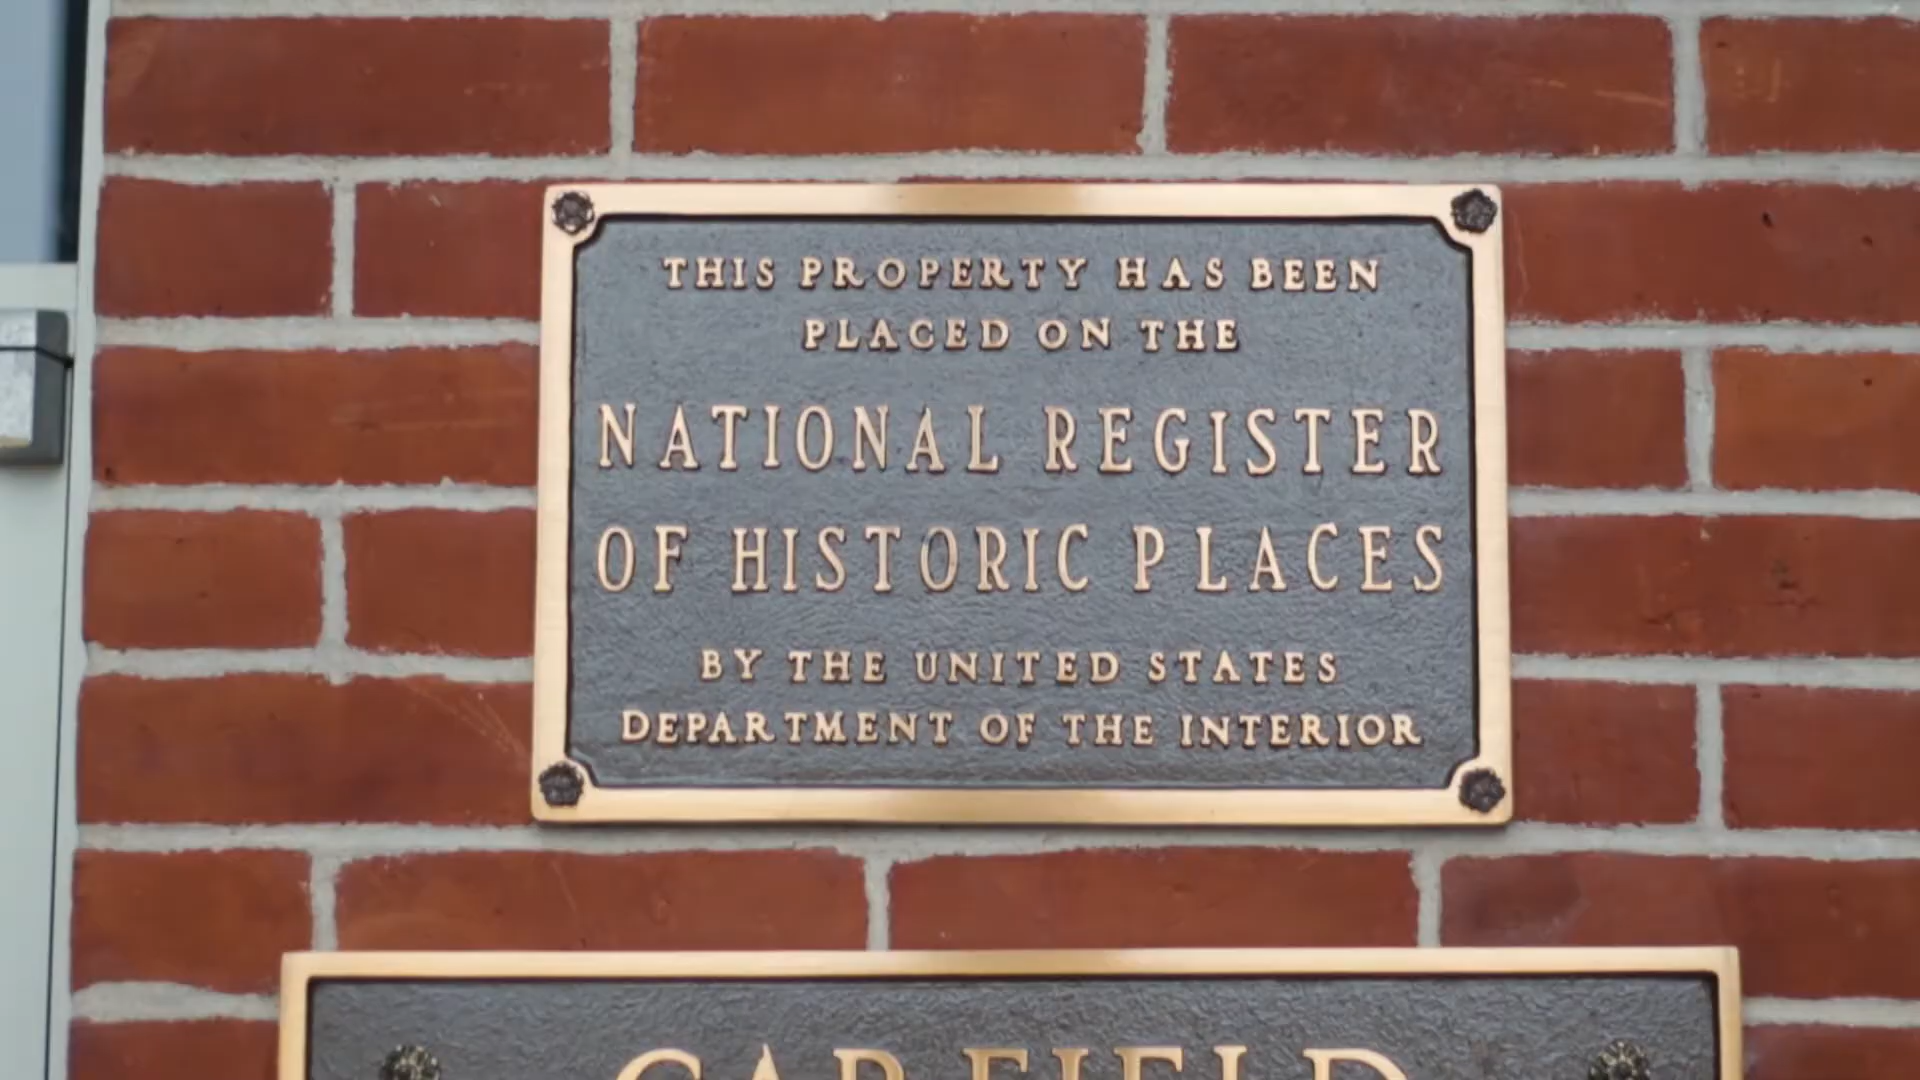 THIS PROPERTY HAS BEEN
PLACED ON THE
NATIONAL REGISTER
OF HISTORIC PLACES
BY THE UNITED STATES
DEPARTMENT OF THE INTERIOR
GARFIELD